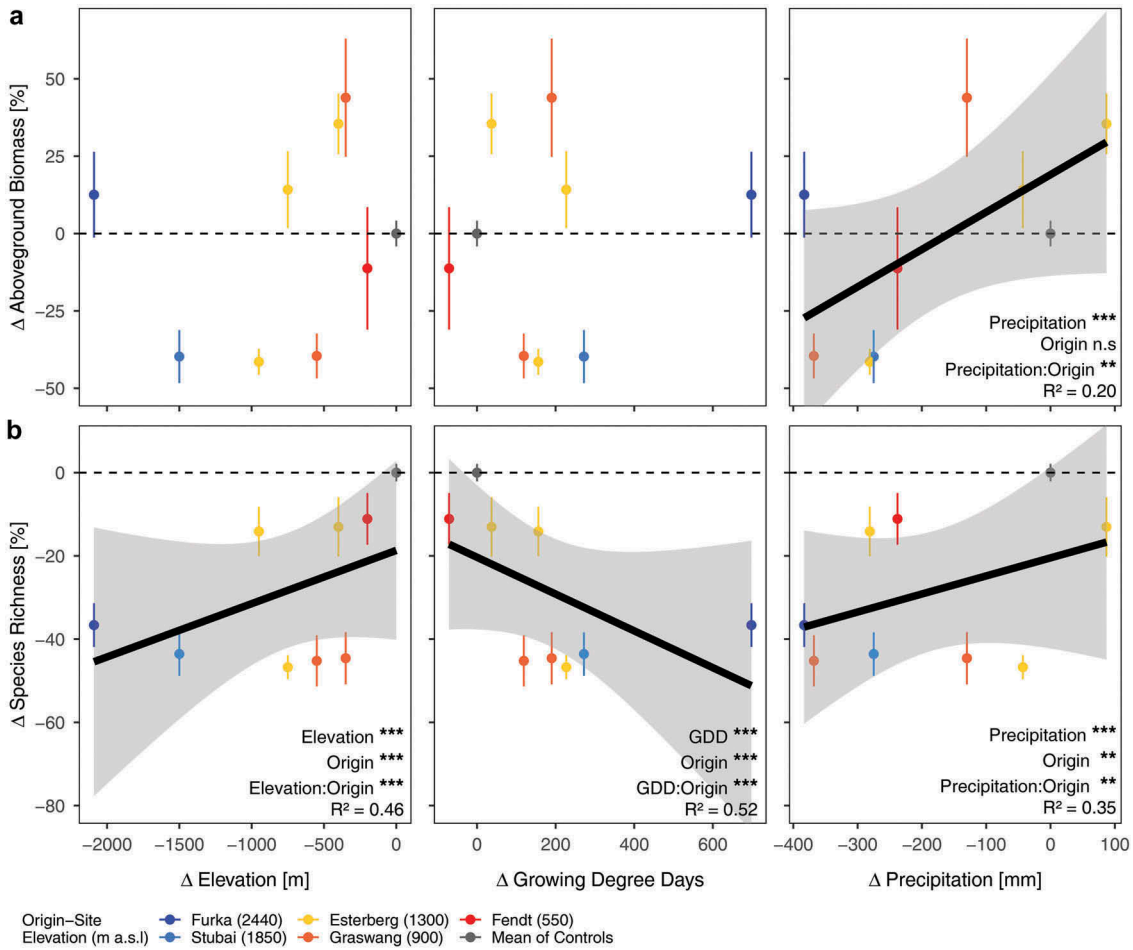 a
Δ Aboveground Biomass [%]
50
25
0
−25
−50
Precipitation ***
Origin n.s
Precipitation:Origin **
R² = 0.20
b
Δ Species Richness [%]
0
−20
−40
−60
−80
Elevation ***
Origin ***
Elevation:Origin ***
R² = 0.46
GDD ***
Origin ***
GDD:Origin ***
R² = 0.52
Precipitation ***
Origin **
Precipitation:Origin **
R² = 0.35
−2000 −1500 −1000 −500 0
0 200 400 600
−400 −300 −200 −100 0 100
Δ Elevation [m]
Δ Growing Degree Days
Δ Precipitation [mm]
Origin−Site
Elevation (m a.s.l)
Furka (2440)
Stubai (1850)
Esterberg (1300)
Graswang (900)
Fendt (550)
Mean of Controls